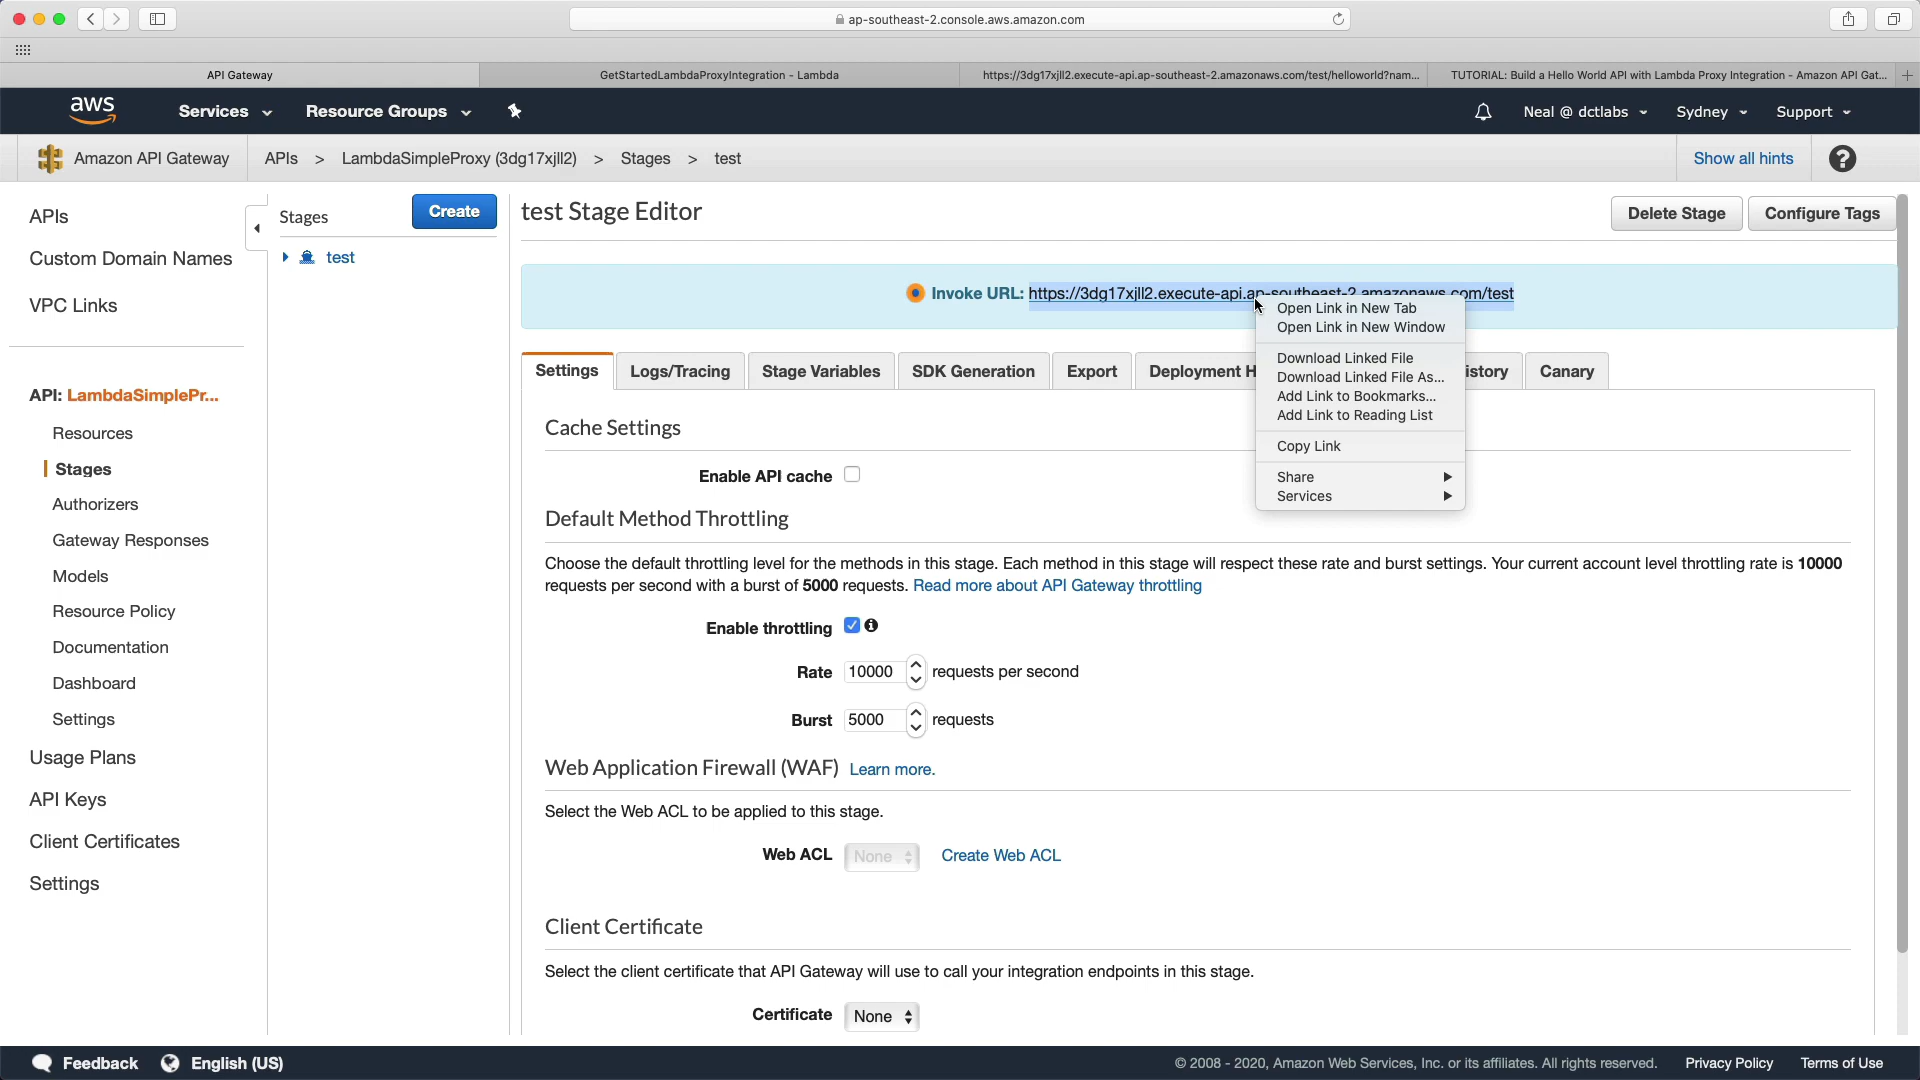 ap-southeast-2.console.aws.amazon.com
API Gateway
GetStartedLambdaProxyIntegration - Lambda
https://3dg17xjll2.execute-api.ap-southeast-2.amazonaws.com/test/helloworld?nam...
TUTORIAL: Build a Hello World API with Lambda Proxy Integration - Amazon API Gat...
aws
Services
Resource Groups
Neal @ dctlabs
Sydney
Support
Amazon API Gateway
APIs > LambdaSimpleProxy (3dg17xjll2) > Stages > test
Show all hints
APIs
Custom Domain Names
VPC Links
API: LambdaSimplePr...
Resources
Stages
Authorizers
Gateway Responses
Models
Resource Policy
Documentation
Dashboard
Settings
Usage Plans
API Keys
Client Certificates
Settings
Stages
Create
test
test Stage Editor
Delete Stage
Configure Tags
Invoke URL: https://3dg17xjll2.execute-api.ap-southeast-2.amazonaws.com/test
Open Link in New Tab
Open Link in New Window
Download Linked File
Download Linked File As...
Add Link to Bookmarks...
Add Link to Reading List
Copy Link
Share
Services
Settings
Logs/Tracing
Stage Variables
SDK Generation
Export
Deployment H
istory
Canary
Cache Settings
Enable API cache
Default Method Throttling
Choose the default throttling level for the methods in this stage. Each method in this stage will respect these rate and burst settings. Your current account level throttling rate is 10000
requests per second with a burst of 5000 requests. Read more about API Gateway throttling
Enable throttling
Rate 10000 requests per second
Burst 5000 requests
Web Application Firewall (WAF) Learn more.
Select the Web ACL to be applied to this stage.
Web ACL None Create Web ACL
Client Certificate
Select the client certificate that API Gateway will use to call your integration endpoints in this stage.
Certificate None
Feedback
English (US)
© 2008 - 2020, Amazon Web Services, Inc. or its affiliates. All rights reserved.
Privacy Policy
Terms of Use